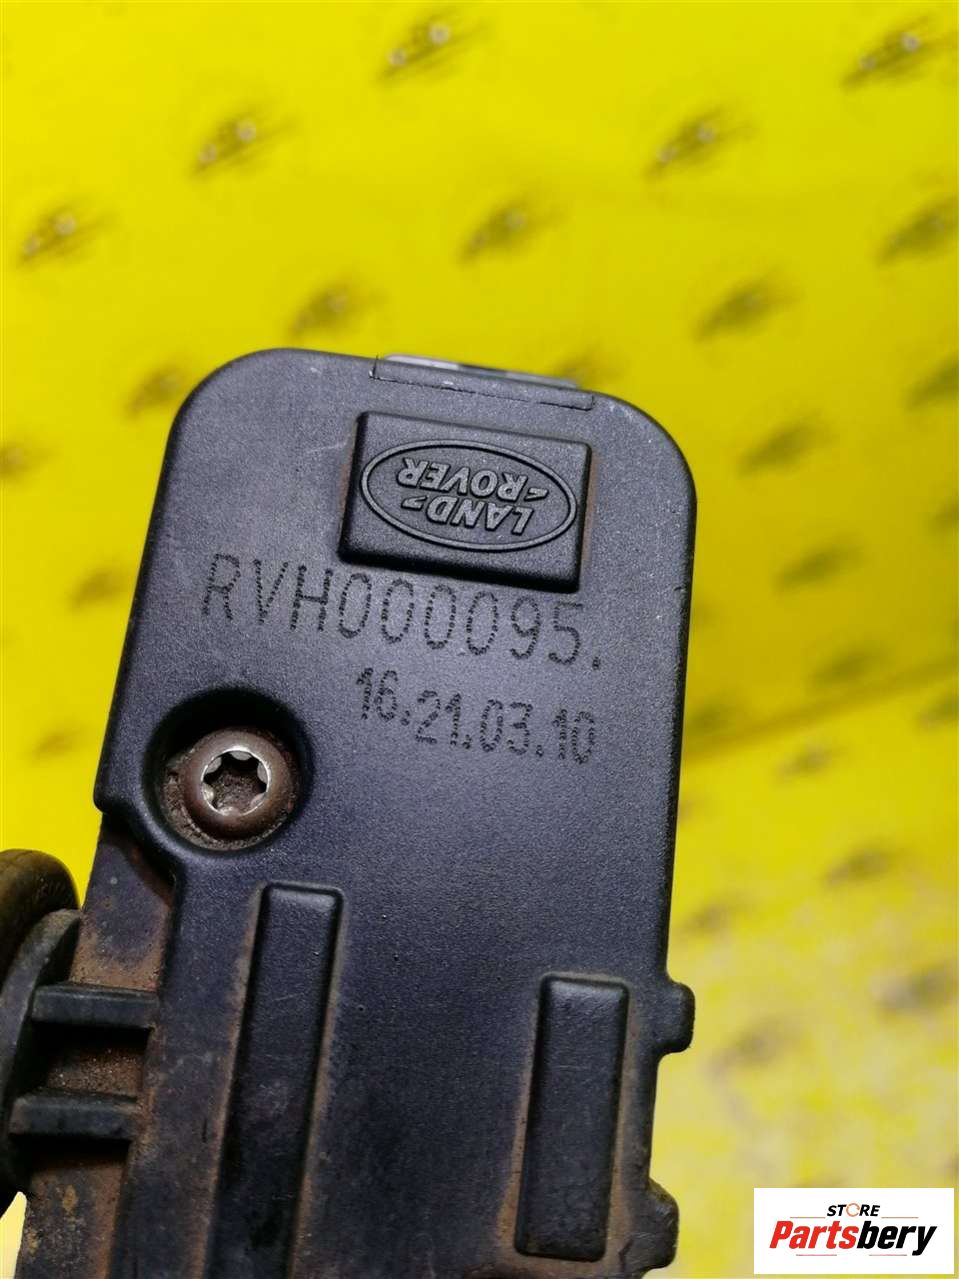 LAND-
-ROVER
RVH000095.
16.21.03.10
STORE
Partsbery